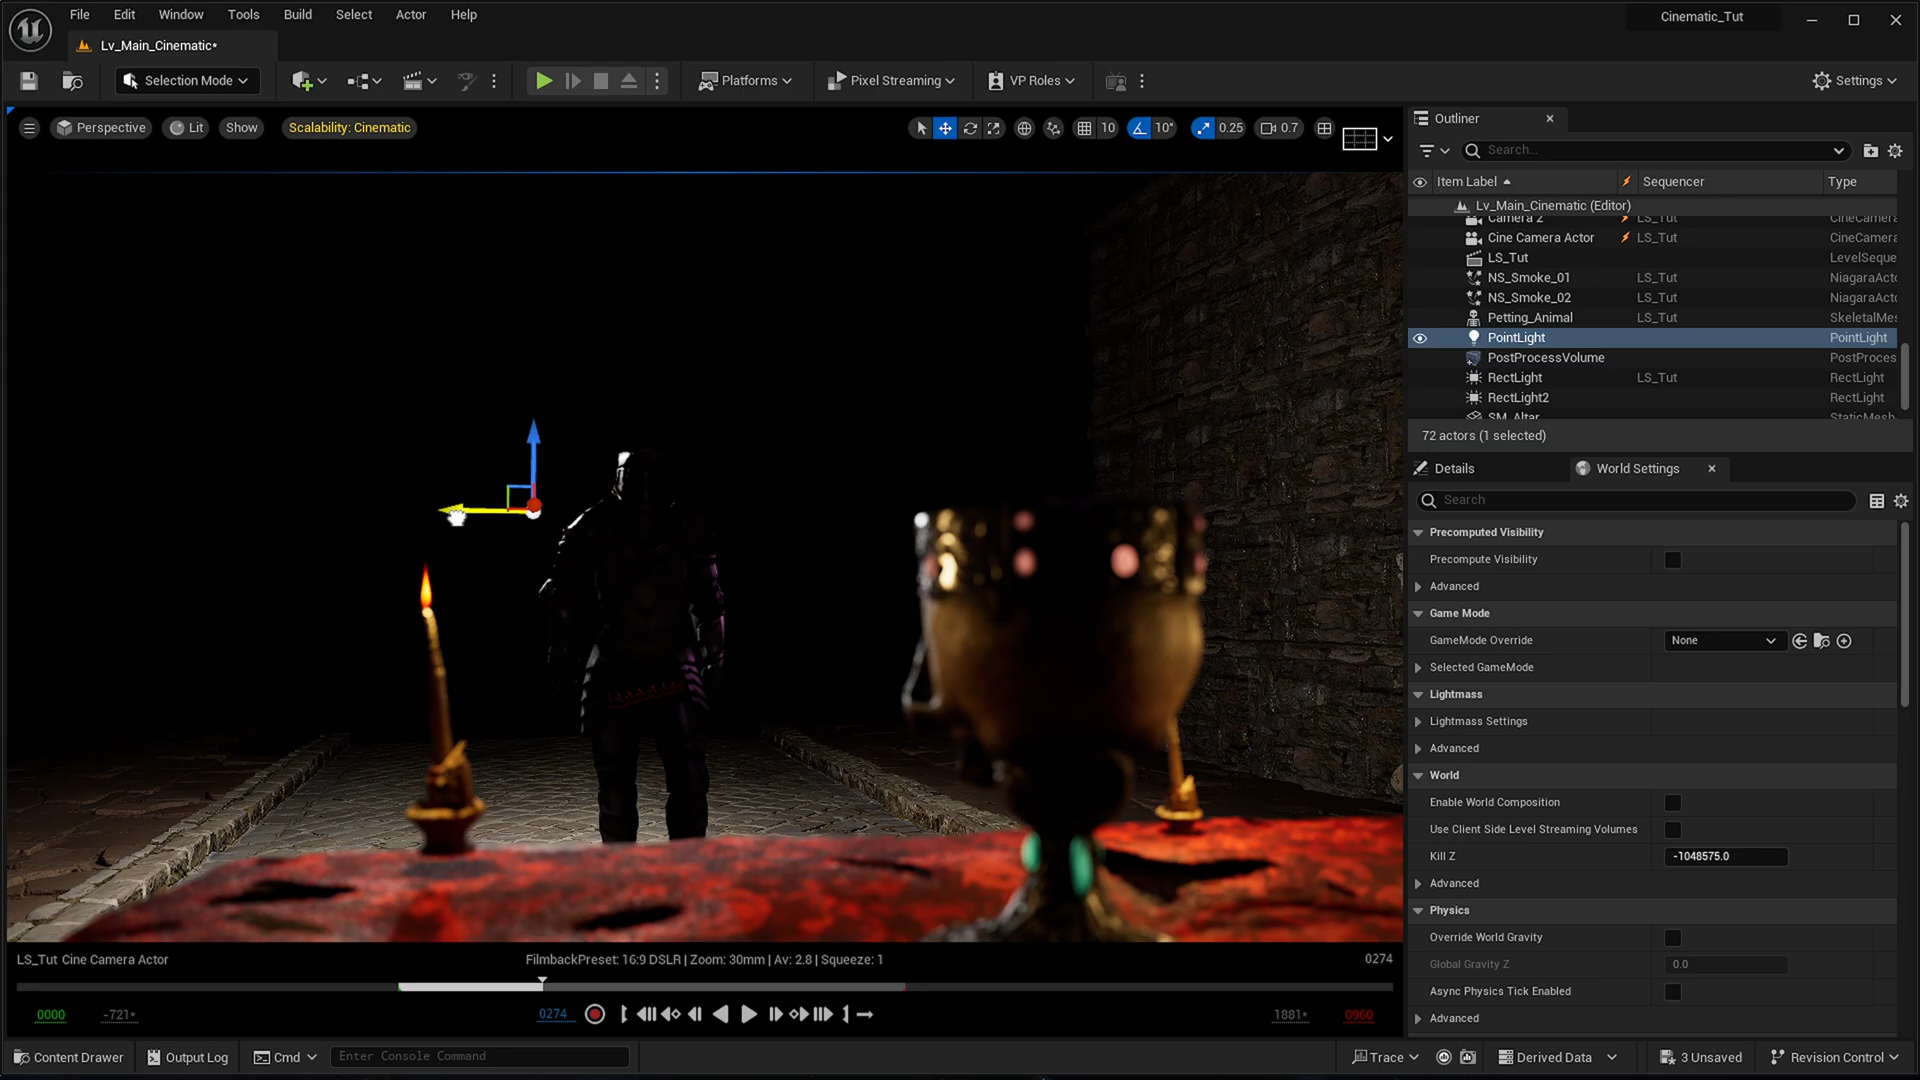 File Edit Window Tools Build Select Actor Help
Cinematic_Tut
Lv_Main_Cinematic*
Selection Mode Platforms Pixel Streaming VP Roles Settings
Perspective Lit Show Scalability: Cinematic 10 10° 0.25 0.7
Outliner
Search...
Item Label Sequencer Type
Lv_Main_Cinematic (Editor)
Camera 2 LS_Tut CineCamera
Cine Camera Actor LS_Tut CineCamera
LS_Tut LevelSeque
NS_Smoke_01 LS_Tut NiagaraActo
NS_Smoke_02 LS_Tut NiagaraActo
Petting_Animal LS_Tut SkeletalMes
PointLight PointLight
PostProcessVolume PostProces
RectLight LS_Tut RectLight
RectLight2 RectLight
SM_Altar StaticMesh
72 actors (1 selected)
Details World Settings
Search
Precomputed Visibility
Precompute Visibility
Advanced
Game Mode
GameMode Override None
Selected GameMode
Lightmass
Lightmass Settings
Advanced
World
Enable World Composition
Use Client Side Level Streaming Volumes
Kill Z -1048575.0
Advanced
Physics
Override World Gravity
Global Gravity Z 0.0
Async Physics Tick Enabled
Advanced
LS_Tut Cine Camera Actor FilmbackPreset: 16:9 DSLR | Zoom: 30mm | Av: 2.8 | Squeeze: 1 0274
0000 -721* 0274 1881* 0960
Content Drawer Output Log Cmd Enter Console Command Trace Derived Data 3 Unsaved Revision Control